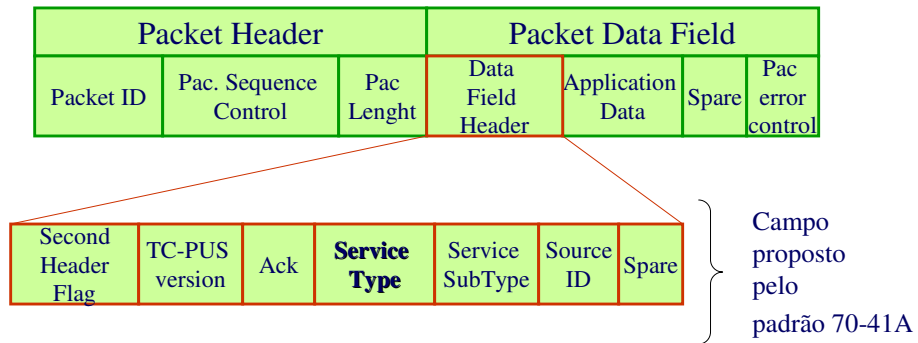 Packet Header
Packet Data Field
Packet ID
Pac. Sequence
Control
Pac
Lenght
Data
Field
Header
Application
Data
Spare
Pac
error
control
Second
Header
Flag
TC-PUS
version
Ack
Service
Type
Service
SubType
Source
ID
Spare
Campo
proposto
pelo
padrão 70-41A